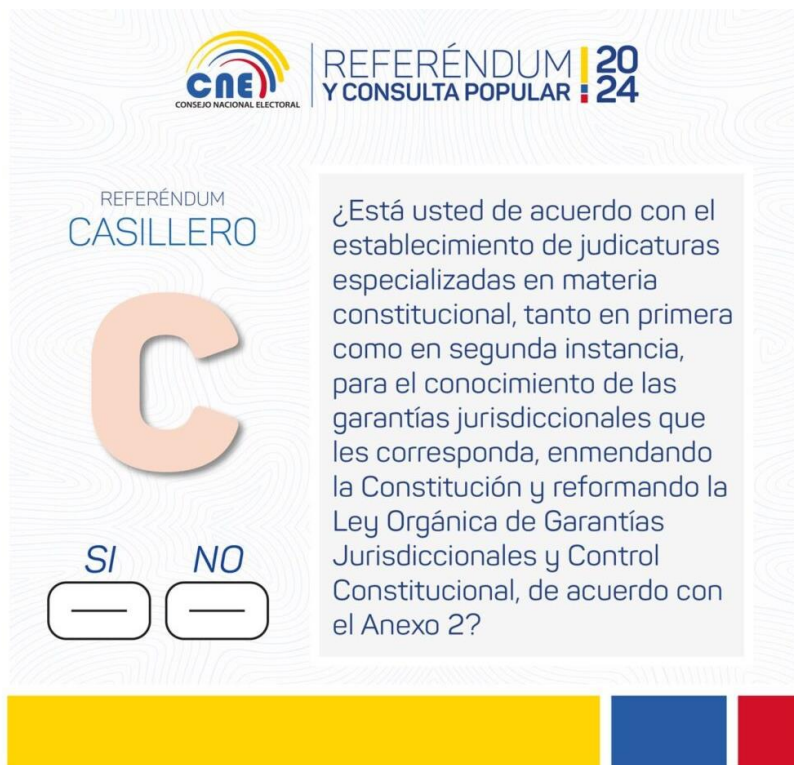 CNE
CONSEJO NACIONAL ELECTORAL
REFERÉNDUM
Y CONSULTA POPULAR
20
24
REFERÉNDUM
CASILLERO
C
SI NO
¿Está usted de acuerdo con el
establecimiento de judicaturas
especializadas en materia
constitucional, tanto en primera
como en segunda instancia,
para el conocimiento de las
garantías jurisdiccionales que
les corresponda, enmendando
la Constitución y reformando la
Ley Orgánica de Garantías
Jurisdiccionales y Control
Constitucional, de acuerdo con
el Anexo 2?